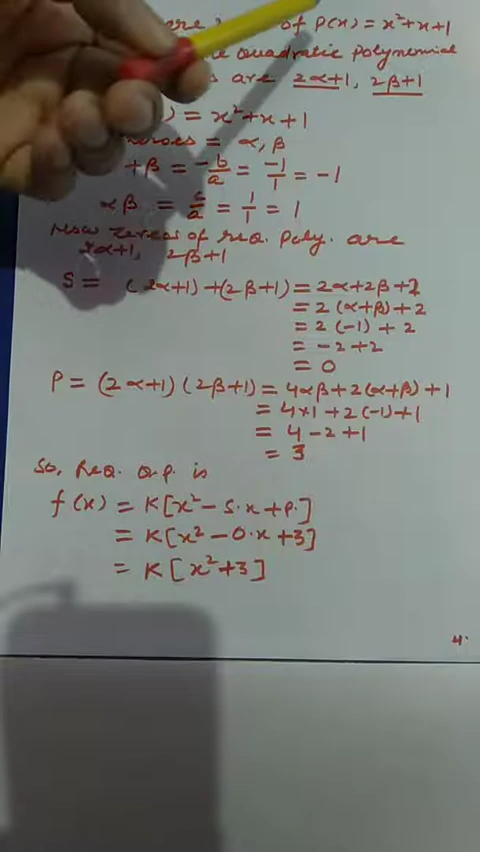 of P(x) = x²+x+1
quadratic polynomial
are 2α+1, 2β+1
) = x²+x+1
zeroes = α, β
+β = -b/a = -1/1 = -1
αβ = c/a = 1/1 = 1
Now zeroes of req. poly. are
2α+1, 2β+1
S = (2α+1)+(2β+1) = 2α+2β+2
= 2(α+β)+2
= 2(-1)+2
= -2+2
= 0
P = (2α+1)(2β+1) = 4αβ+2(α+β)+1
= 4×1+2(-1)+1
= 4-2+1
= 3
So, Req. q.p. is
f(x) = K[x²-S·x+P.]
= K[x²-0·x+3]
= K[x²+3]
4.